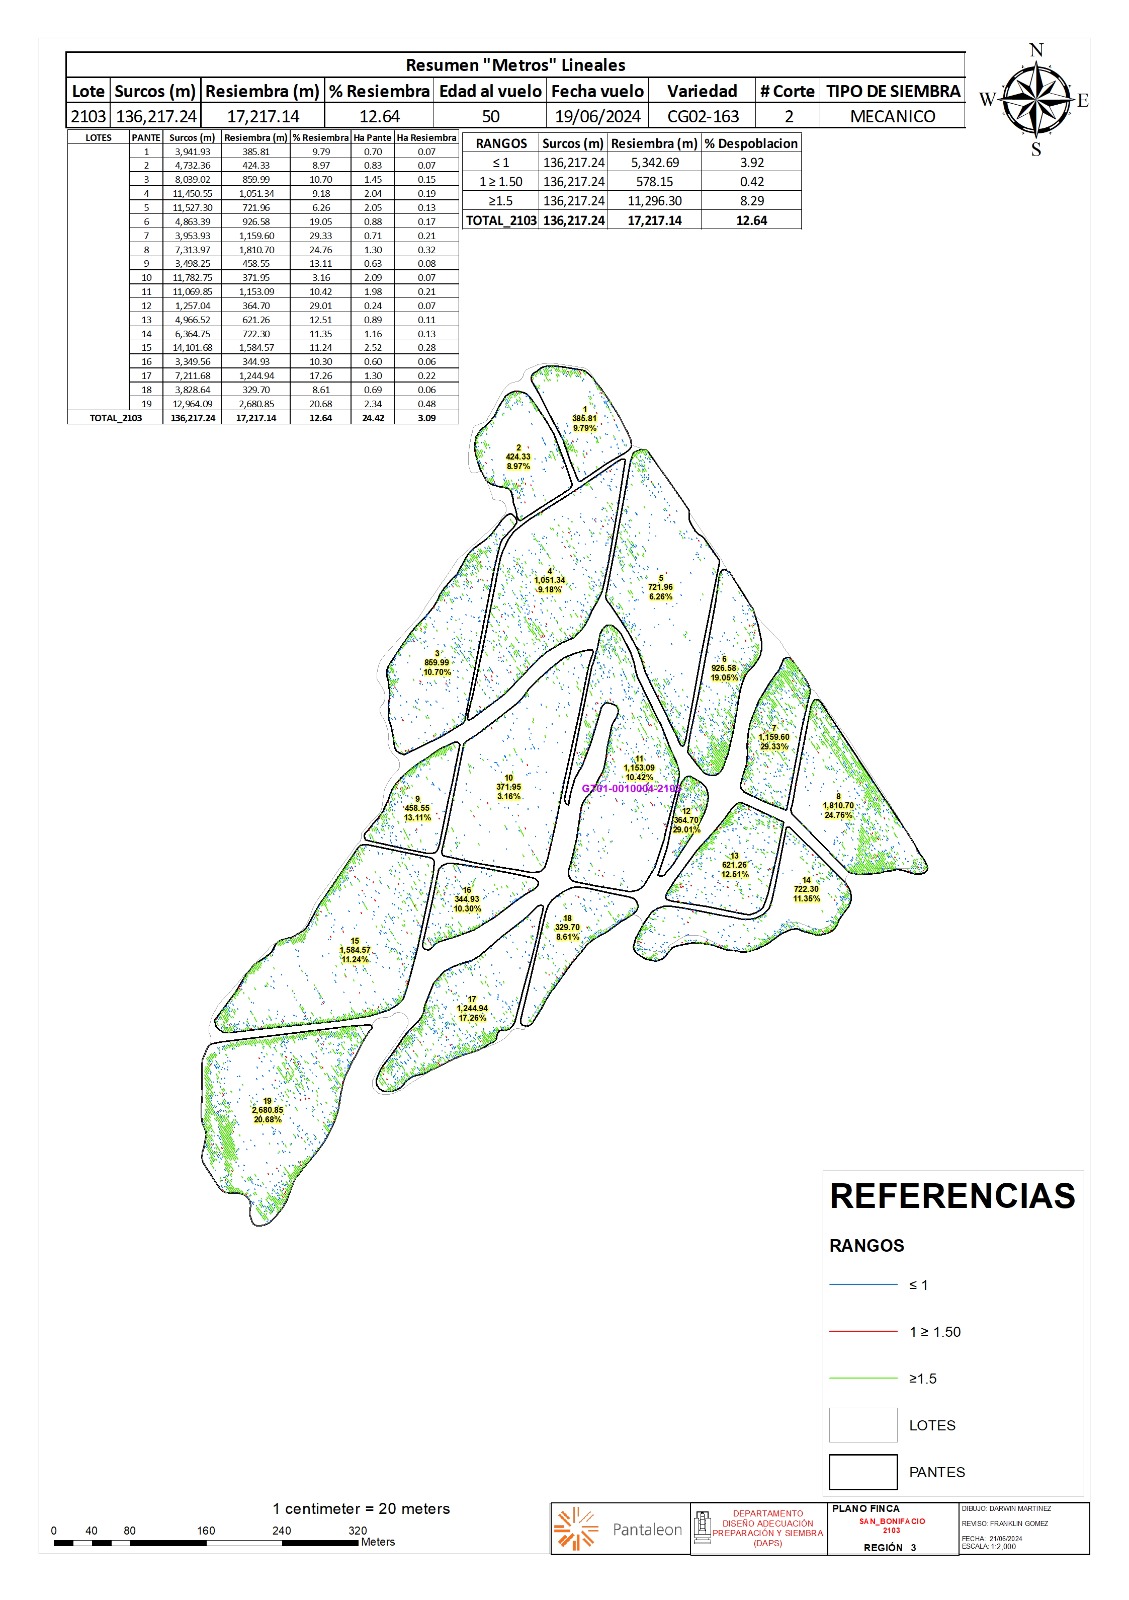 Resumen "Metros" Lineales
Lote Surcos (m) Resiembra (m) % Resiembra Edad al vuelo Fecha vuelo Variedad # Corte TIPO DE SIEMBRA
2103 136,217.24 17,217.14 12.64 50 19/06/2024 CG02-163 2 MECANICO
LOTES PANTE Surcos (m) Resiembra (m) % Resiembra Ha Pante Ha Resiembra
1 3,941.93 385.81 9.79 0.70 0.07
2 4,732.36 424.33 8.97 0.83 0.07
3 8,039.02 859.99 10.70 1.45 0.15
4 11,450.55 1,051.34 9.18 2.04 0.19
5 11,527.30 721.96 6.26 2.05 0.13
6 4,863.39 926.58 19.05 0.88 0.17
7 3,953.93 1,159.60 29.33 0.71 0.21
8 7,313.97 1,810.70 24.76 1.30 0.32
9 3,498.25 458.55 13.11 0.63 0.08
10 11,782.75 371.95 3.16 2.09 0.07
11 11,069.85 1,153.09 10.42 1.98 0.21
12 1,257.04 364.70 29.01 0.24 0.07
13 4,966.52 621.26 12.51 0.89 0.11
14 6,364.75 722.30 11.35 1.16 0.13
15 14,101.68 1,584.57 11.24 2.52 0.28
16 3,349.56 344.93 10.30 0.60 0.06
17 7,211.68 1,244.94 17.26 1.30 0.22
18 3,828.64 329.70 8.61 0.69 0.06
19 12,964.09 2,680.85 20.68 2.34 0.48
TOTAL_2103 136,217.24 17,217.14 12.64 24.42 3.09
RANGOS Surcos (m) Resiembra (m) % Despoblacion
≤ 1 136,217.24 5,342.69 3.92
1 ≥ 1.50 136,217.24 578.15 0.42
≥1.5 136,217.24 11,296.30 8.29
TOTAL_2103 136,217.24 17,217.14 12.64
N
W E
S
1
385.81
9.79%
2
424.33
8.97%
4
1,051.34
9.18%
5
721.96
6.26%
3
859.99
10.70%
6
926.58
19.05%
7
1,159.60
29.33%
11
1,153.09
10.42%
GT01-0010004-2103
10
371.95
3.16%
8
1,810.70
24.76%
9
458.55
13.11%
12
364.70
29.01%
13
621.26
12.51%
14
722.30
11.35%
16
344.93
10.30%
18
329.70
8.61%
15
1,584.57
11.24%
17
1,244.94
17.26%
19
2,680.85
20.68%
REFERENCIAS
RANGOS
≤ 1
1 ≥ 1.50
≥1.5
LOTES
PANTES
1 centimeter = 20 meters
0 40 80 160 240 320
Meters
Pantaleon
DEPARTAMENTO
DISEÑO ADECUACIÓN
PREPARACIÓN Y SIEMBRA
(DAPS)
PLANO FINCA
SAN_BONIFACIO
2103
REGIÓN 3
DIBUJO: DARWIN MARTINEZ
REVISO: FRANKLIN GOMEZ
FECHA: 21/06/2024
ESCALA: 1:2,000